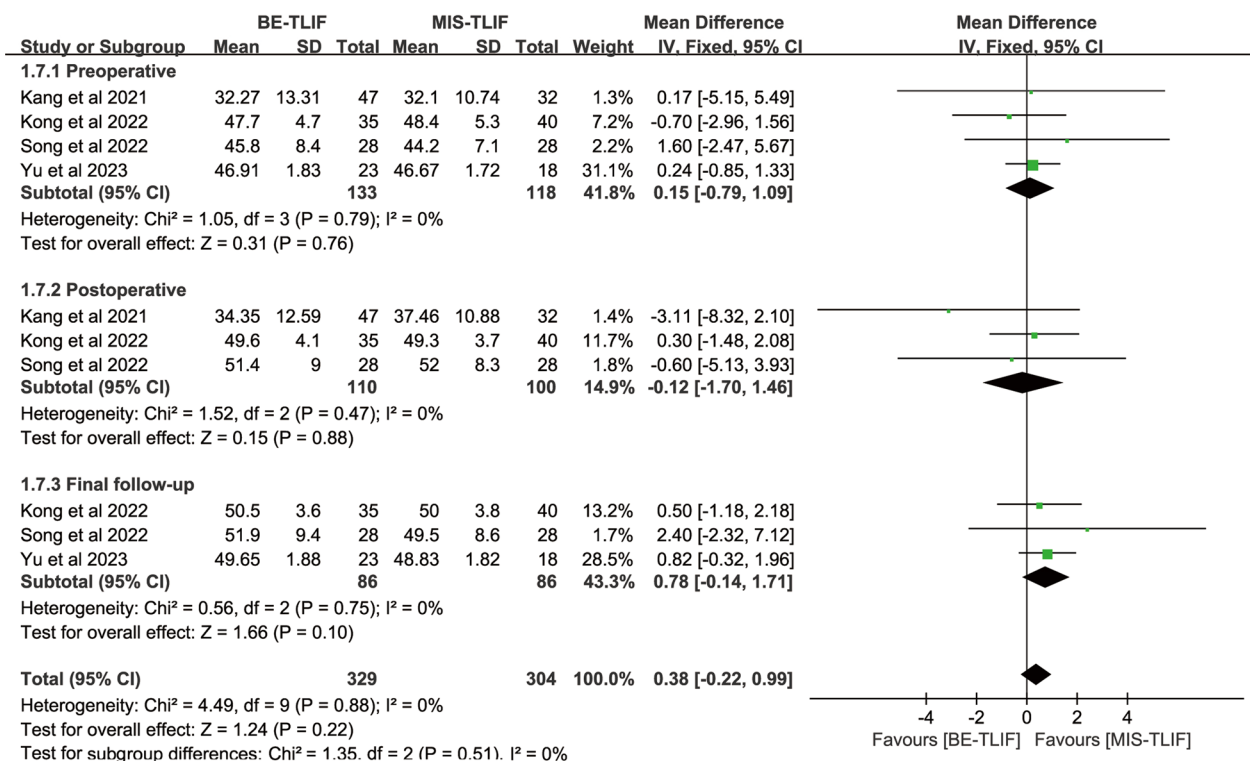 BE-TLIF MIS-TLIF Mean Difference Mean Difference
Study or Subgroup Mean SD Total Mean SD Total Weight IV, Fixed, 95% CI IV, Fixed, 95% CI
1.7.1 Preoperative
Kang et al 2021 32.27 13.31 47 32.1 10.74 32 1.3% 0.17 [-5.15, 5.49]
Kong et al 2022 47.7 4.7 35 48.4 5.3 40 7.2% -0.70 [-2.96, 1.56]
Song et al 2022 45.8 8.4 28 44.2 7.1 28 2.2% 1.60 [-2.47, 5.67]
Yu et al 2023 46.91 1.83 23 46.67 1.72 18 31.1% 0.24 [-0.85, 1.33]
Subtotal (95% CI) 133 118 41.8% 0.15 [-0.79, 1.09]
Heterogeneity: Chi² = 1.05, df = 3 (P = 0.79); I² = 0%
Test for overall effect: Z = 0.31 (P = 0.76)
1.7.2 Postoperative
Kang et al 2021 34.35 12.59 47 37.46 10.88 32 1.4% -3.11 [-8.32, 2.10]
Kong et al 2022 49.6 4.1 35 49.3 3.7 40 11.7% 0.30 [-1.48, 2.08]
Song et al 2022 51.4 9 28 52 8.3 28 1.8% -0.60 [-5.13, 3.93]
Subtotal (95% CI) 110 100 14.9% -0.12 [-1.70, 1.46]
Heterogeneity: Chi² = 1.52, df = 2 (P = 0.47); I² = 0%
Test for overall effect: Z = 0.15 (P = 0.88)
1.7.3 Final follow-up
Kong et al 2022 50.5 3.6 35 50 3.8 40 13.2% 0.50 [-1.18, 2.18]
Song et al 2022 51.9 9.4 28 49.5 8.6 28 1.7% 2.40 [-2.32, 7.12]
Yu et al 2023 49.65 1.88 23 48.83 1.82 18 28.5% 0.82 [-0.32, 1.96]
Subtotal (95% CI) 86 86 43.3% 0.78 [-0.14, 1.71]
Heterogeneity: Chi² = 0.56, df = 2 (P = 0.75); I² = 0%
Test for overall effect: Z = 1.66 (P = 0.10)
Total (95% CI) 329 304 100.0% 0.38 [-0.22, 0.99]
Heterogeneity: Chi² = 4.49, df = 9 (P = 0.88); I² = 0%
-4 -2 0 2 4
Test for overall effect: Z = 1.24 (P = 0.22)
Favours [BE-TLIF] Favours [MIS-TLIF]
Test for subgroup differences: Chi² = 1.35. df = 2 (P = 0.51). I² = 0%